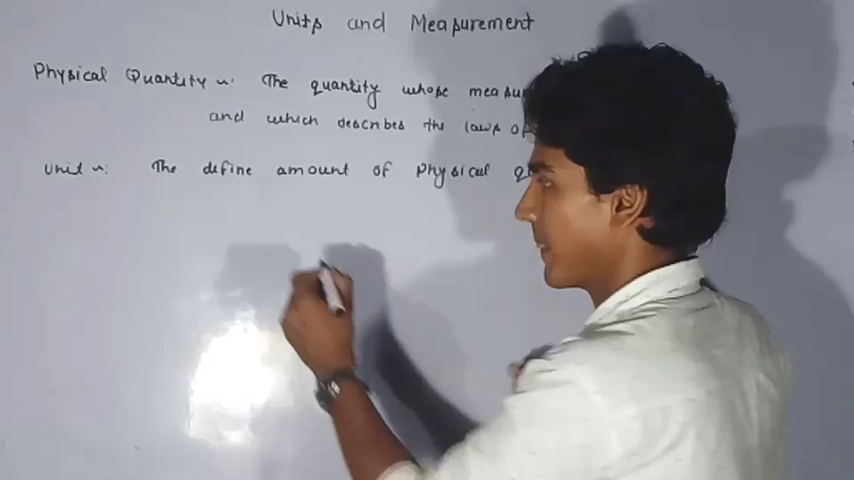 Units and Measurement
Physical Quantity ~: The quantity whose measu
and which describes the laws of
Unit ~: The define amount of Physical q